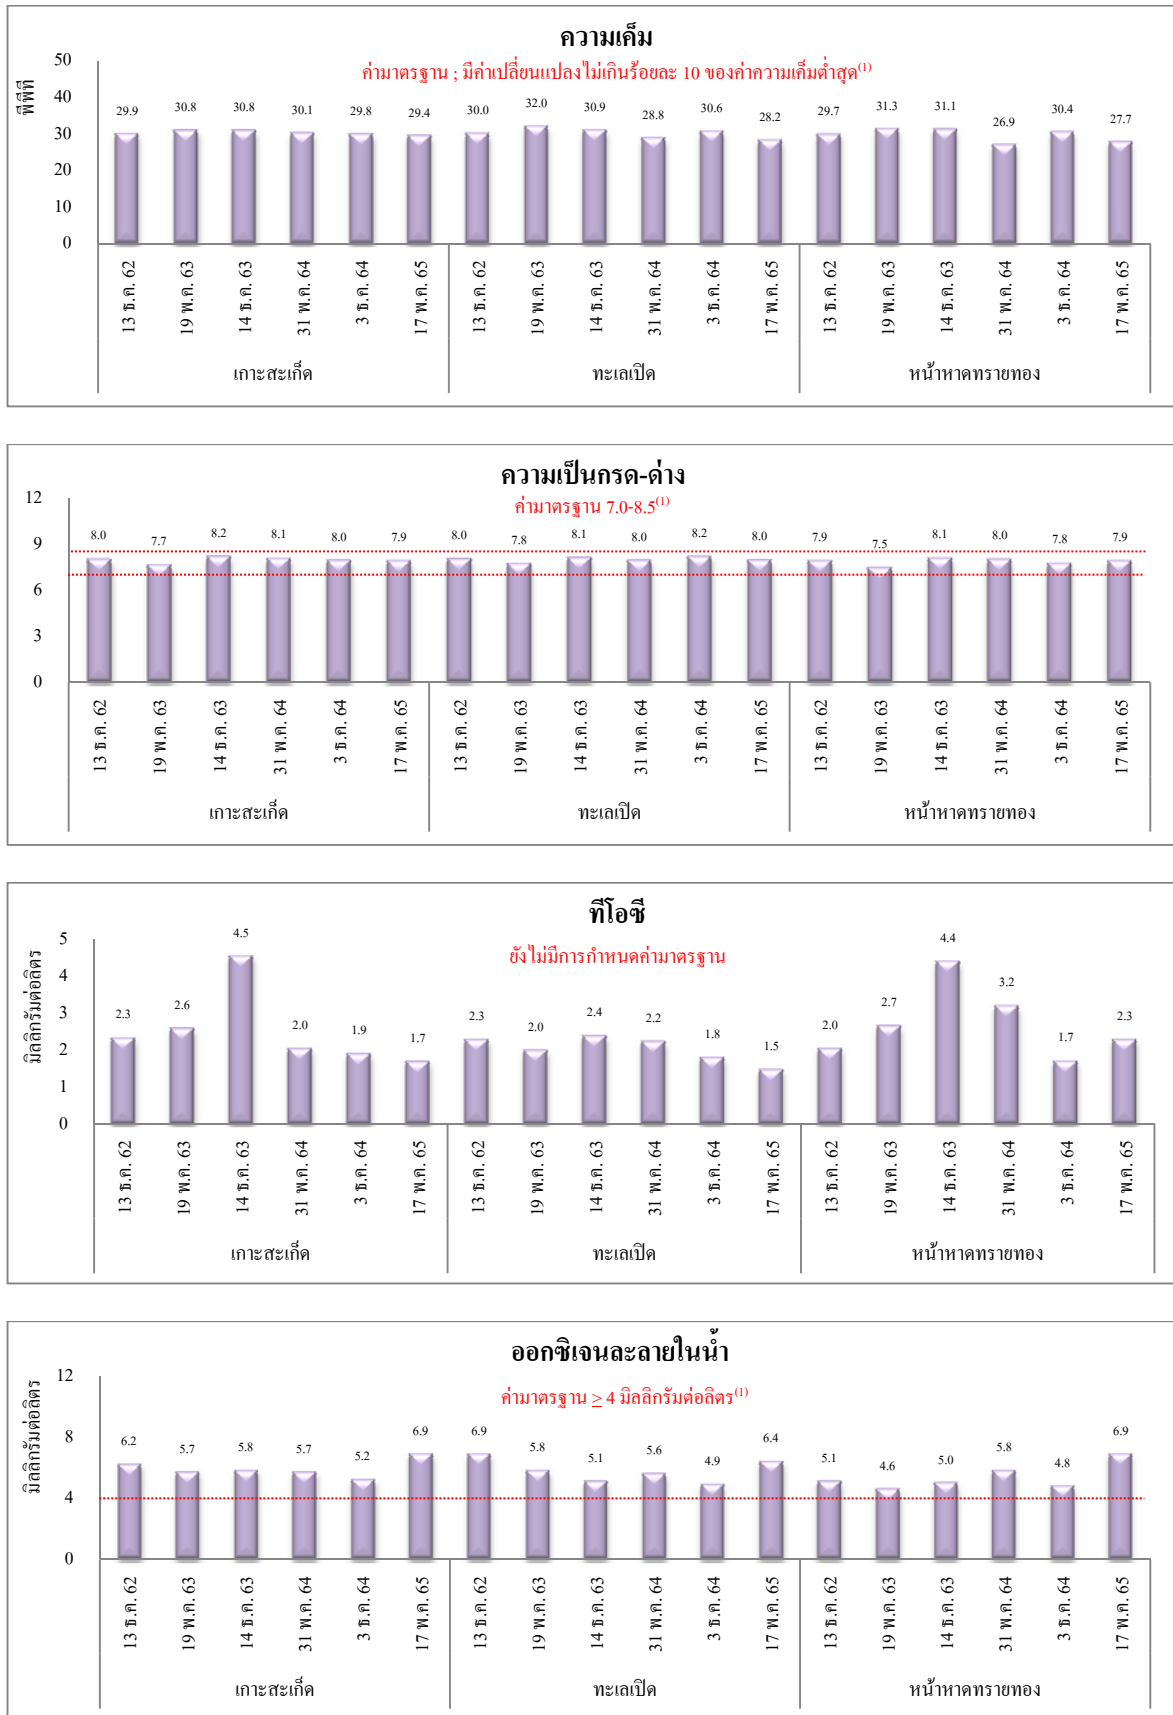 ความเค็ม
ค่ามาตรฐาน ; มีค่าเปลี่ยนแปลงไม่เกินร้อยละ 10 ของค่าความเค็มต่ำสุด(1)
พีพีที
50
40
30
20
10
0
29.9 30.8 30.8 30.1 29.8 29.4 30.0 32.0 30.9 28.8 30.6 28.2 29.7 31.3 31.1 26.9 30.4 27.7
13 ธ.ค. 62 19 พ.ค. 63 14 ธ.ค. 63 31 พ.ค. 64 3 ธ.ค. 64 17 พ.ค. 65 13 ธ.ค. 62 19 พ.ค. 63 14 ธ.ค. 63 31 พ.ค. 64 3 ธ.ค. 64 17 พ.ค. 65 13 ธ.ค. 62 19 พ.ค. 63 14 ธ.ค. 63 31 พ.ค. 64 3 ธ.ค. 64 17 พ.ค. 65
เกาะสะเก็ด ทะเลเปิด หน้าหาดทรายทอง
ความเป็นกรด-ด่าง
ค่ามาตรฐาน 7.0-8.5(1)
12
9
6
3
0
8.0 7.7 8.2 8.1 8.0 7.9 8.0 7.8 8.1 8.0 8.2 8.0 7.9 7.5 8.1 8.0 7.8 7.9
13 ธ.ค. 62 19 พ.ค. 63 14 ธ.ค. 63 31 พ.ค. 64 3 ธ.ค. 64 17 พ.ค. 65 13 ธ.ค. 62 19 พ.ค. 63 14 ธ.ค. 63 31 พ.ค. 64 3 ธ.ค. 64 17 พ.ค. 65 13 ธ.ค. 62 19 พ.ค. 63 14 ธ.ค. 63 31 พ.ค. 64 3 ธ.ค. 64 17 พ.ค. 65
เกาะสะเก็ด ทะเลเปิด หน้าหาดทรายทอง
ทีโอซี
ยังไม่มีการกำหนดค่ามาตรฐาน
มิลลิกรัมต่อลิตร
5
4
3
2
1
0
2.3 2.6 4.5 2.0 1.9 1.7 2.3 2.0 2.4 2.2 1.8 1.5 2.0 2.7 4.4 3.2 1.7 2.3
13 ธ.ค. 62 19 พ.ค. 63 14 ธ.ค. 63 31 พ.ค. 64 3 ธ.ค. 64 17 พ.ค. 65 13 ธ.ค. 62 19 พ.ค. 63 14 ธ.ค. 63 31 พ.ค. 64 3 ธ.ค. 64 17 พ.ค. 65 13 ธ.ค. 62 19 พ.ค. 63 14 ธ.ค. 63 31 พ.ค. 64 3 ธ.ค. 64 17 พ.ค. 65
เกาะสะเก็ด ทะเลเปิด หน้าหาดทรายทอง
ออกซิเจนละลายในน้ำ
ค่ามาตรฐาน ≥ 4 มิลลิกรัมต่อลิตร(1)
มิลลิกรัมต่อลิตร
12
8
4
0
6.2 5.7 5.8 5.7 5.2 6.9 6.9 5.8 5.1 5.6 4.9 6.4 5.1 4.6 5.0 5.8 4.8 6.9
13 ธ.ค. 62 19 พ.ค. 63 14 ธ.ค. 63 31 พ.ค. 64 3 ธ.ค. 64 17 พ.ค. 65 13 ธ.ค. 62 19 พ.ค. 63 14 ธ.ค. 63 31 พ.ค. 64 3 ธ.ค. 64 17 พ.ค. 65 13 ธ.ค. 62 19 พ.ค. 63 14 ธ.ค. 63 31 พ.ค. 64 3 ธ.ค. 64 17 พ.ค. 65
เกาะสะเก็ด ทะเลเปิด หน้าหาดทรายทอง